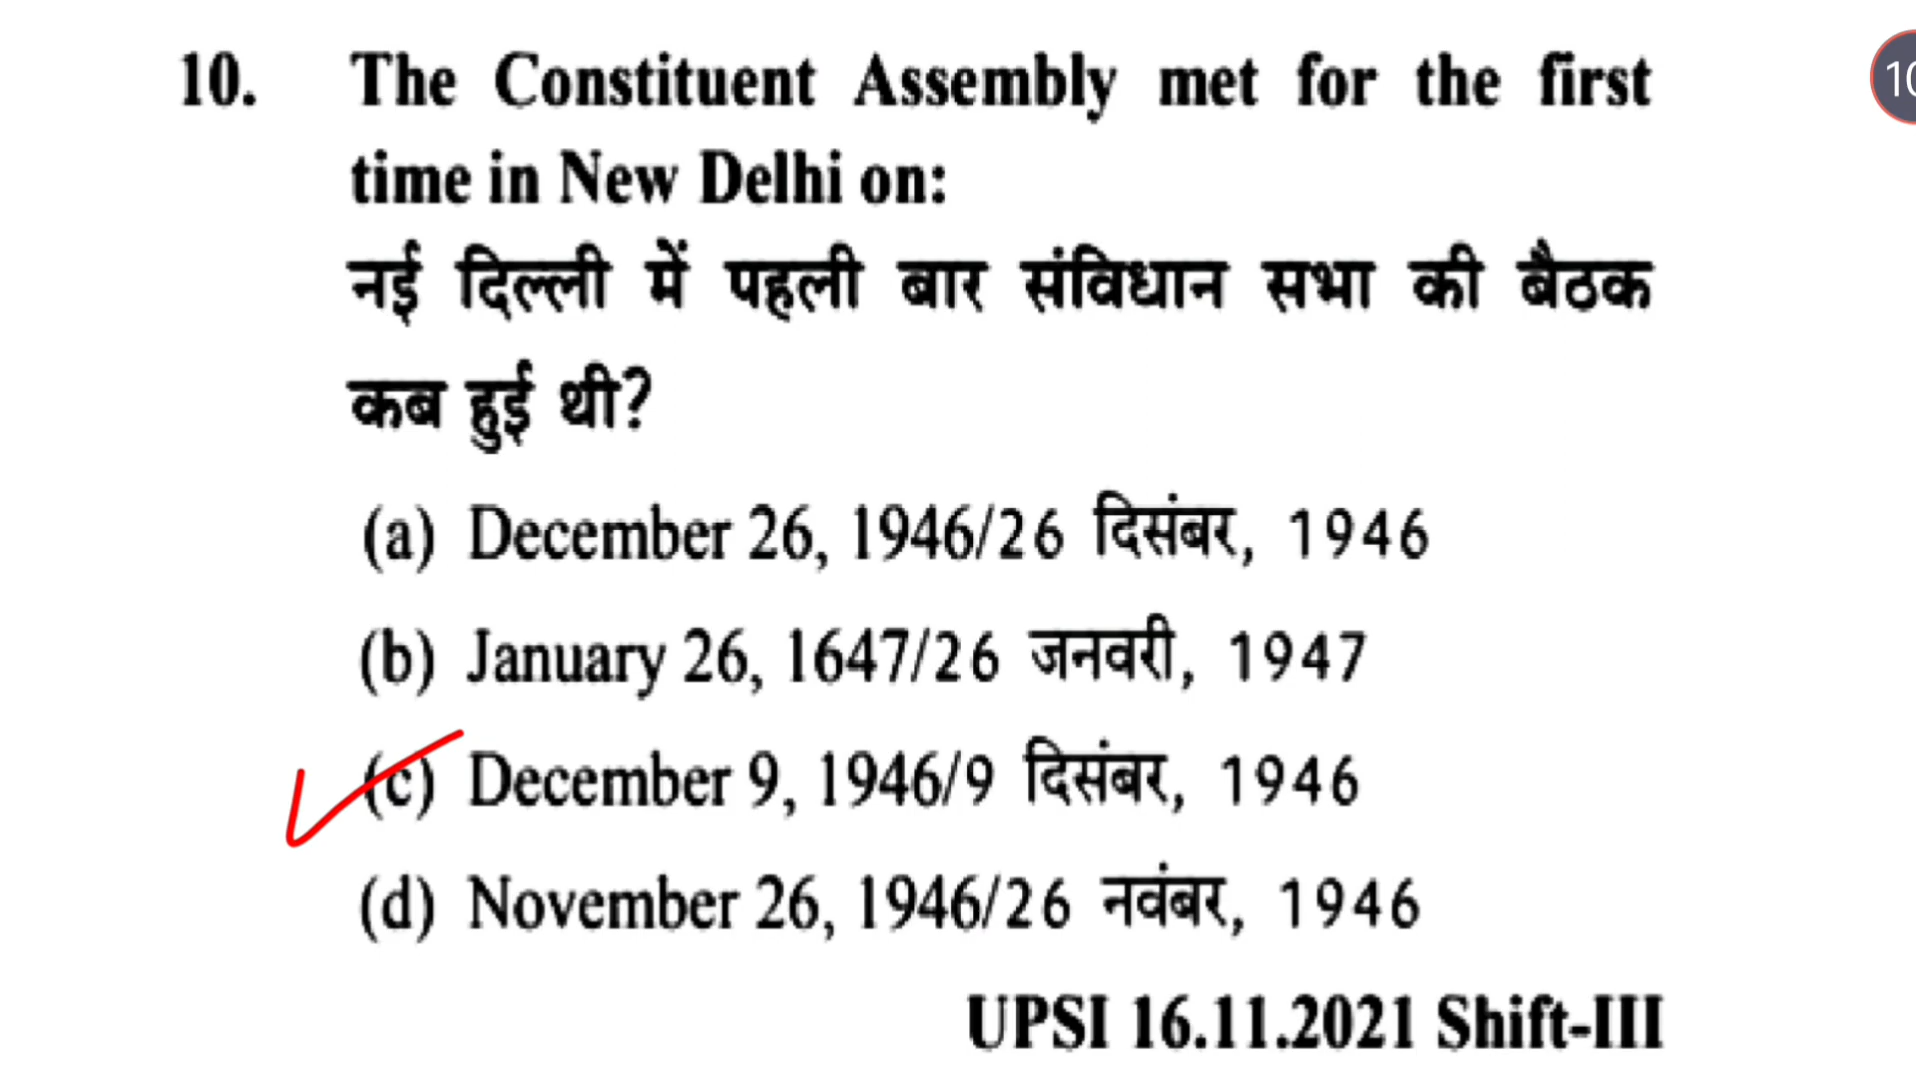 10. The Constituent Assembly met for the first
time in New Delhi on:
नई दिल्ली में पहली बार संविधान सभा की बैठक
कब हुई थी?
(a) December 26, 1946/26 दिसंबर, 1946
(b) January 26, 1647/26 जनवरी, 1947
(c) December 9, 1946/9 दिसंबर, 1946
(d) November 26, 1946/26 नवंबर, 1946
UPSI 16.11.2021 Shift-III